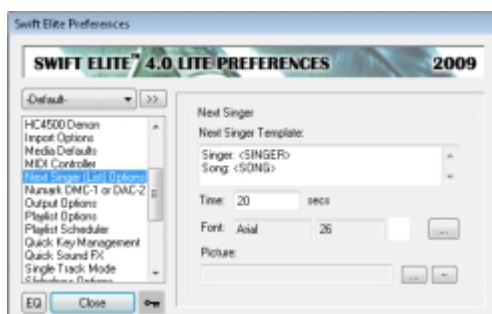 Swift Elite Preferences
SWIFT ELITE™ 4.0 LITE PREFERENCES 2009
-Default- >>
HC4500 Denon
Import Options
Media Defaults
MIDI Controller
Next Singer (List) Options
Numark DMC-1 or DAC-2
Output Options
Playlist Options
Playlist Scheduler
Quick Key Management
Quick Sound FX
Single Track Mode
Slideshow Options
EQ Close
Next Singer
Next Singer Template:
Singer: <SINGER>
Song: <SONG>
Time: 20 secs
Font: Arial 26 ...
Picture:
... --